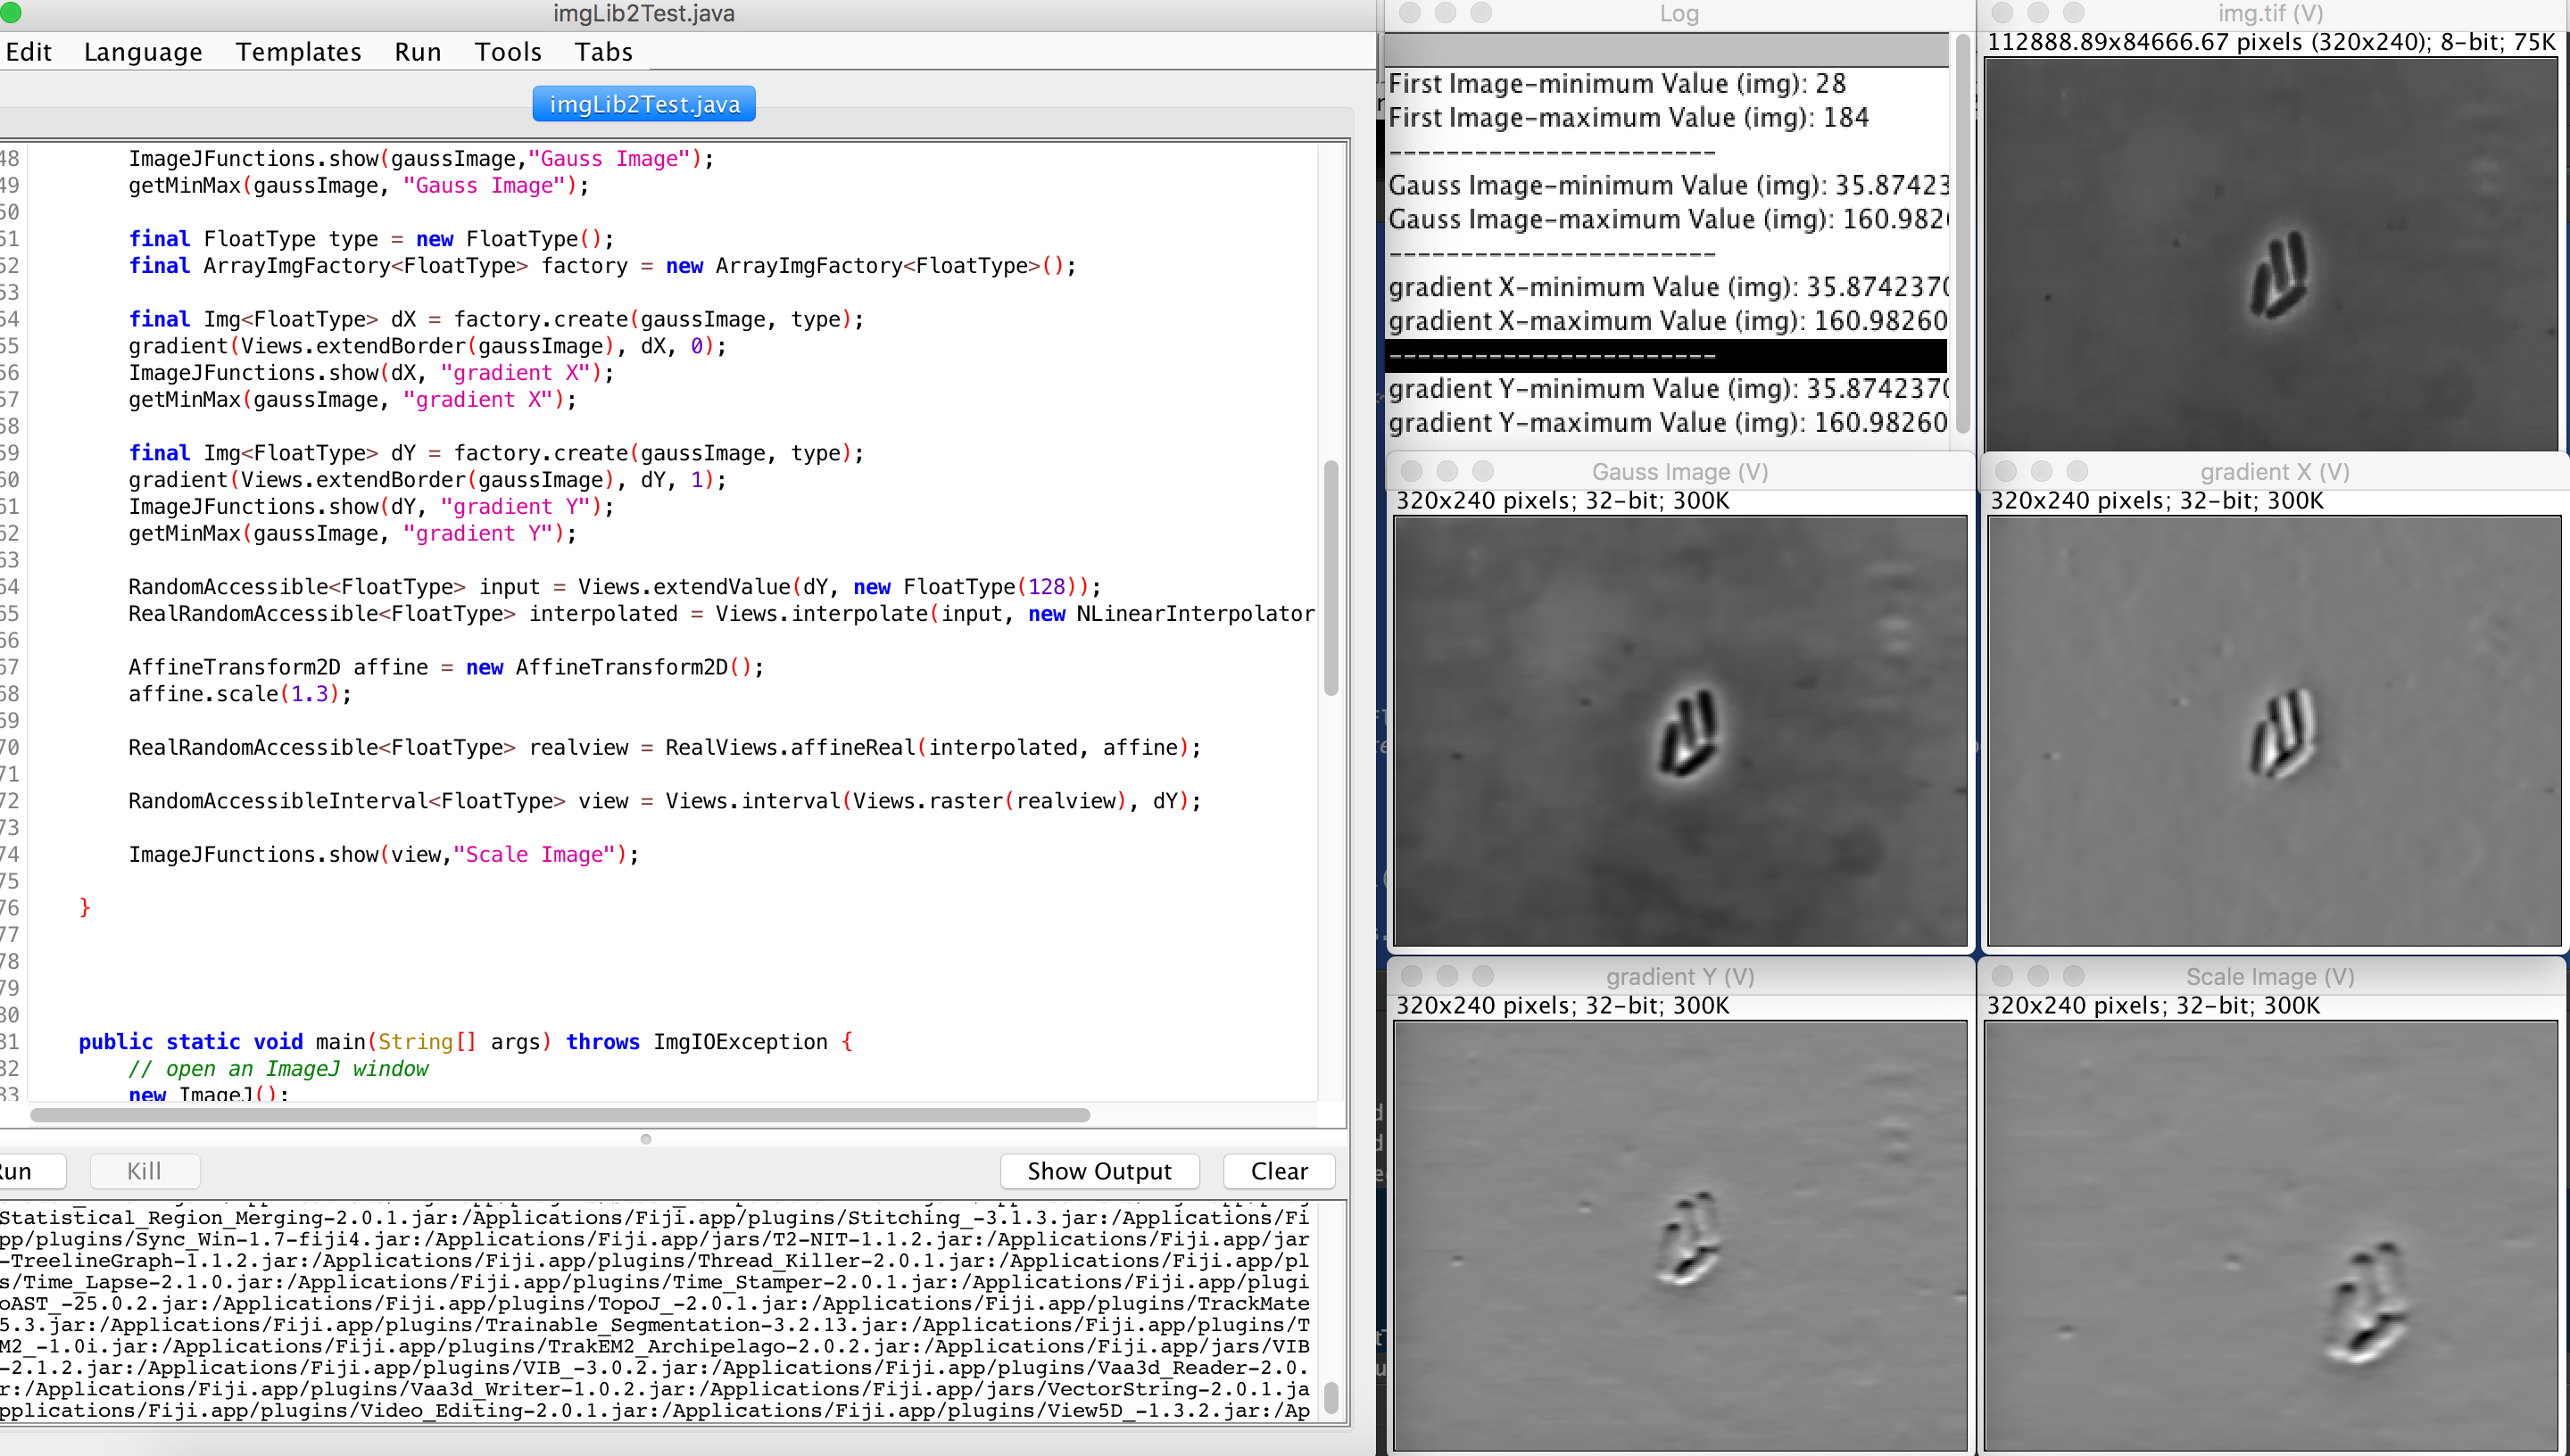 imgLib2Test.java
Edit Language Templates Run Tools Tabs
imgLib2Test.java
48 ImageJFunctions.show(gaussImage,"Gauss Image");
49 getMinMax(gaussImage, "Gauss Image");
50
51 final FloatType type = new FloatType();
52 final ArrayImgFactory<FloatType> factory = new ArrayImgFactory<FloatType>();
53
54 final Img<FloatType> dX = factory.create(gaussImage, type);
55 gradient(Views.extendBorder(gaussImage), dX, 0);
56 ImageJFunctions.show(dX, "gradient X");
57 getMinMax(gaussImage, "gradient X");
58
59 final Img<FloatType> dY = factory.create(gaussImage, type);
60 gradient(Views.extendBorder(gaussImage), dY, 1);
61 ImageJFunctions.show(dY, "gradient Y");
62 getMinMax(gaussImage, "gradient Y");
63
64 RandomAccessible<FloatType> input = Views.extendValue(dY, new FloatType(128));
65 RealRandomAccessible<FloatType> interpolated = Views.interpolate(input, new NLinearInterpolator
66
67 AffineTransform2D affine = new AffineTransform2D();
68 affine.scale(1.3);
69
70 RealRandomAccessible<FloatType> realview = RealViews.affineReal(interpolated, affine);
71
72 RandomAccessibleInterval<FloatType> view = Views.interval(Views.raster(realview), dY);
73
74 ImageJFunctions.show(view,"Scale Image");
75
76 }
77
78
79
80
81 public static void main(String[] args) throws ImgIOException {
82 // open an ImageJ window
83 new ImageJ();
Run Kill Show Output Clear
Statistical_Region_Merging-2.0.1.jar:/Applications/Fiji.app/plugins/Stitching_-3.1.3.jar:/Applications/Fi
pp/plugins/Sync_Win-1.7-fiji4.jar:/Applications/Fiji.app/jars/T2-NIT-1.1.2.jar:/Applications/Fiji.app/jar
-TreelineGraph-1.1.2.jar:/Applications/Fiji.app/plugins/Thread_Killer-2.0.1.jar:/Applications/Fiji.app/pl
s/Time_Lapse-2.1.0.jar:/Applications/Fiji.app/plugins/Time_Stamper-2.0.1.jar:/Applications/Fiji.app/plugi
oAST_-25.0.2.jar:/Applications/Fiji.app/plugins/TopoJ_-2.0.1.jar:/Applications/Fiji.app/plugins/TrackMate
5.3.jar:/Applications/Fiji.app/plugins/Trainable_Segmentation-3.2.13.jar:/Applications/Fiji.app/plugins/T
M2_-1.0i.jar:/Applications/Fiji.app/plugins/TrakEM2_Archipelago-2.0.2.jar:/Applications/Fiji.app/jars/VIB
-2.1.2.jar:/Applications/Fiji.app/plugins/VIB_-3.0.2.jar:/Applications/Fiji.app/plugins/Vaa3d_Reader-2.0.
r:/Applications/Fiji.app/plugins/Vaa3d_Writer-1.0.2.jar:/Applications/Fiji.app/jars/VectorString-2.0.1.ja
pplications/Fiji.app/plugins/Video_Editing-2.0.1.jar:/Applications/Fiji.app/plugins/View5D_-1.3.2.jar:/Ap
Log
First Image-minimum Value (img): 28
First Image-maximum Value (img): 184
-----------------------
Gauss Image-minimum Value (img): 35.87423
Gauss Image-maximum Value (img): 160.982
-----------------------
gradient X-minimum Value (img): 35.8742370
gradient X-maximum Value (img): 160.98260
-----------------------
gradient Y-minimum Value (img): 35.8742370
gradient Y-maximum Value (img): 160.98260
img.tif (V)
112888.89x84666.67 pixels (320x240); 8-bit; 75K
Gauss Image (V)
320x240 pixels; 32-bit; 300K
gradient X (V)
320x240 pixels; 32-bit; 300K
gradient Y (V)
320x240 pixels; 32-bit; 300K
Scale Image (V)
320x240 pixels; 32-bit; 300K